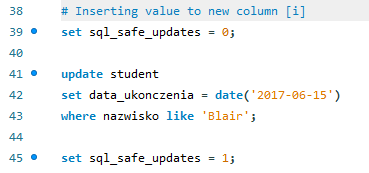 38 # Inserting value to new column [i]
39 set sql_safe_updates = 0;
40
41 update student
42 set data_ukonczenia = date('2017-06-15')
43 where nazwisko like 'Blair';
44
45 set sql_safe_updates = 1;